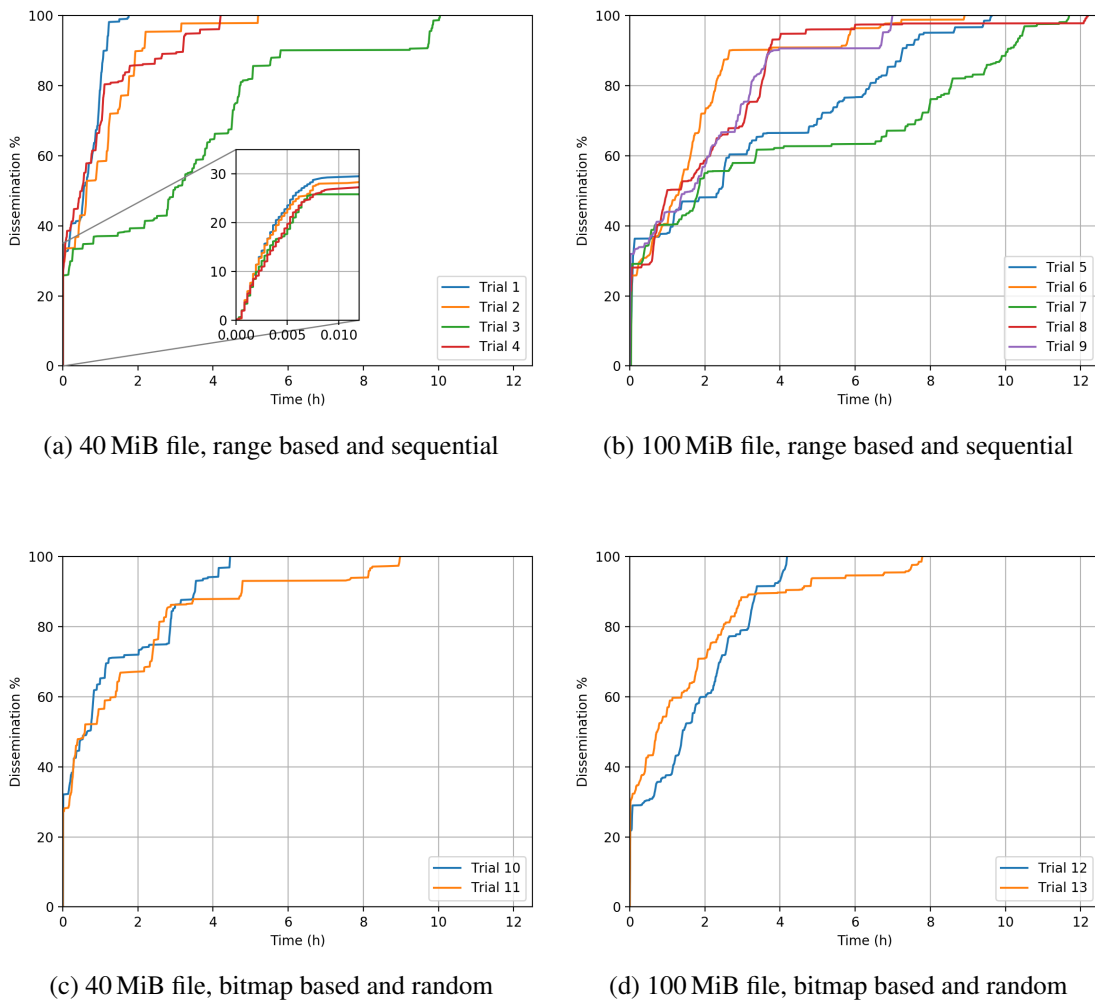 100
80
60
40
20
0
Dissemination %
30
20
10
0
0.000 0.005 0.010
Trial 1
Trial 2
Trial 3
Trial 4
0 2 4 6 8 10 12
Time (h)
(a) 40 MiB file, range based and sequential
100
80
60
40
20
0
Dissemination %
Trial 5
Trial 6
Trial 7
Trial 8
Trial 9
0 2 4 6 8 10 12
Time (h)
(b) 100 MiB file, range based and sequential
100
80
60
40
20
0
Dissemination %
Trial 10
Trial 11
0 2 4 6 8 10 12
Time (h)
(c) 40 MiB file, bitmap based and random
100
80
60
40
20
0
Dissemination %
Trial 12
Trial 13
0 2 4 6 8 10 12
Time (h)
(d) 100 MiB file, bitmap based and random